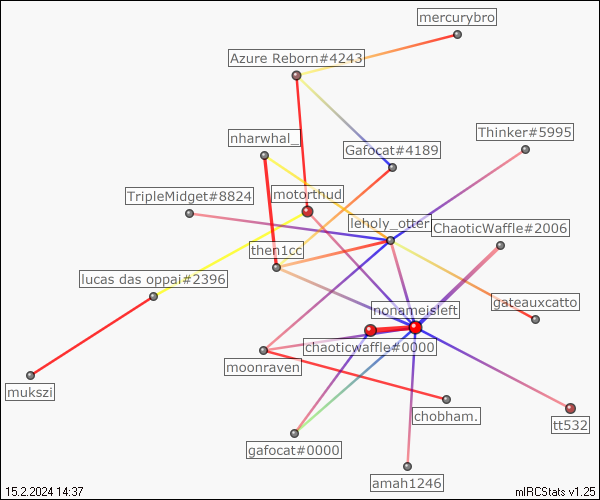 mercurybro
Azure Reborn#4243
Thinker#5995
nharwhal_
Gafocat#4189
TripleMidget#8824
motorthud
leholy_otter
ChaoticWaffle#2006
then1cc
lucas das oppai#2396
nonameisleft
gateauxcatto
chaoticwaffle#0000
moonraven
mukszi
chobham.
tt532
gafocat#0000
amah1246
15.2.2024 14:37
mIRCStats v1.25